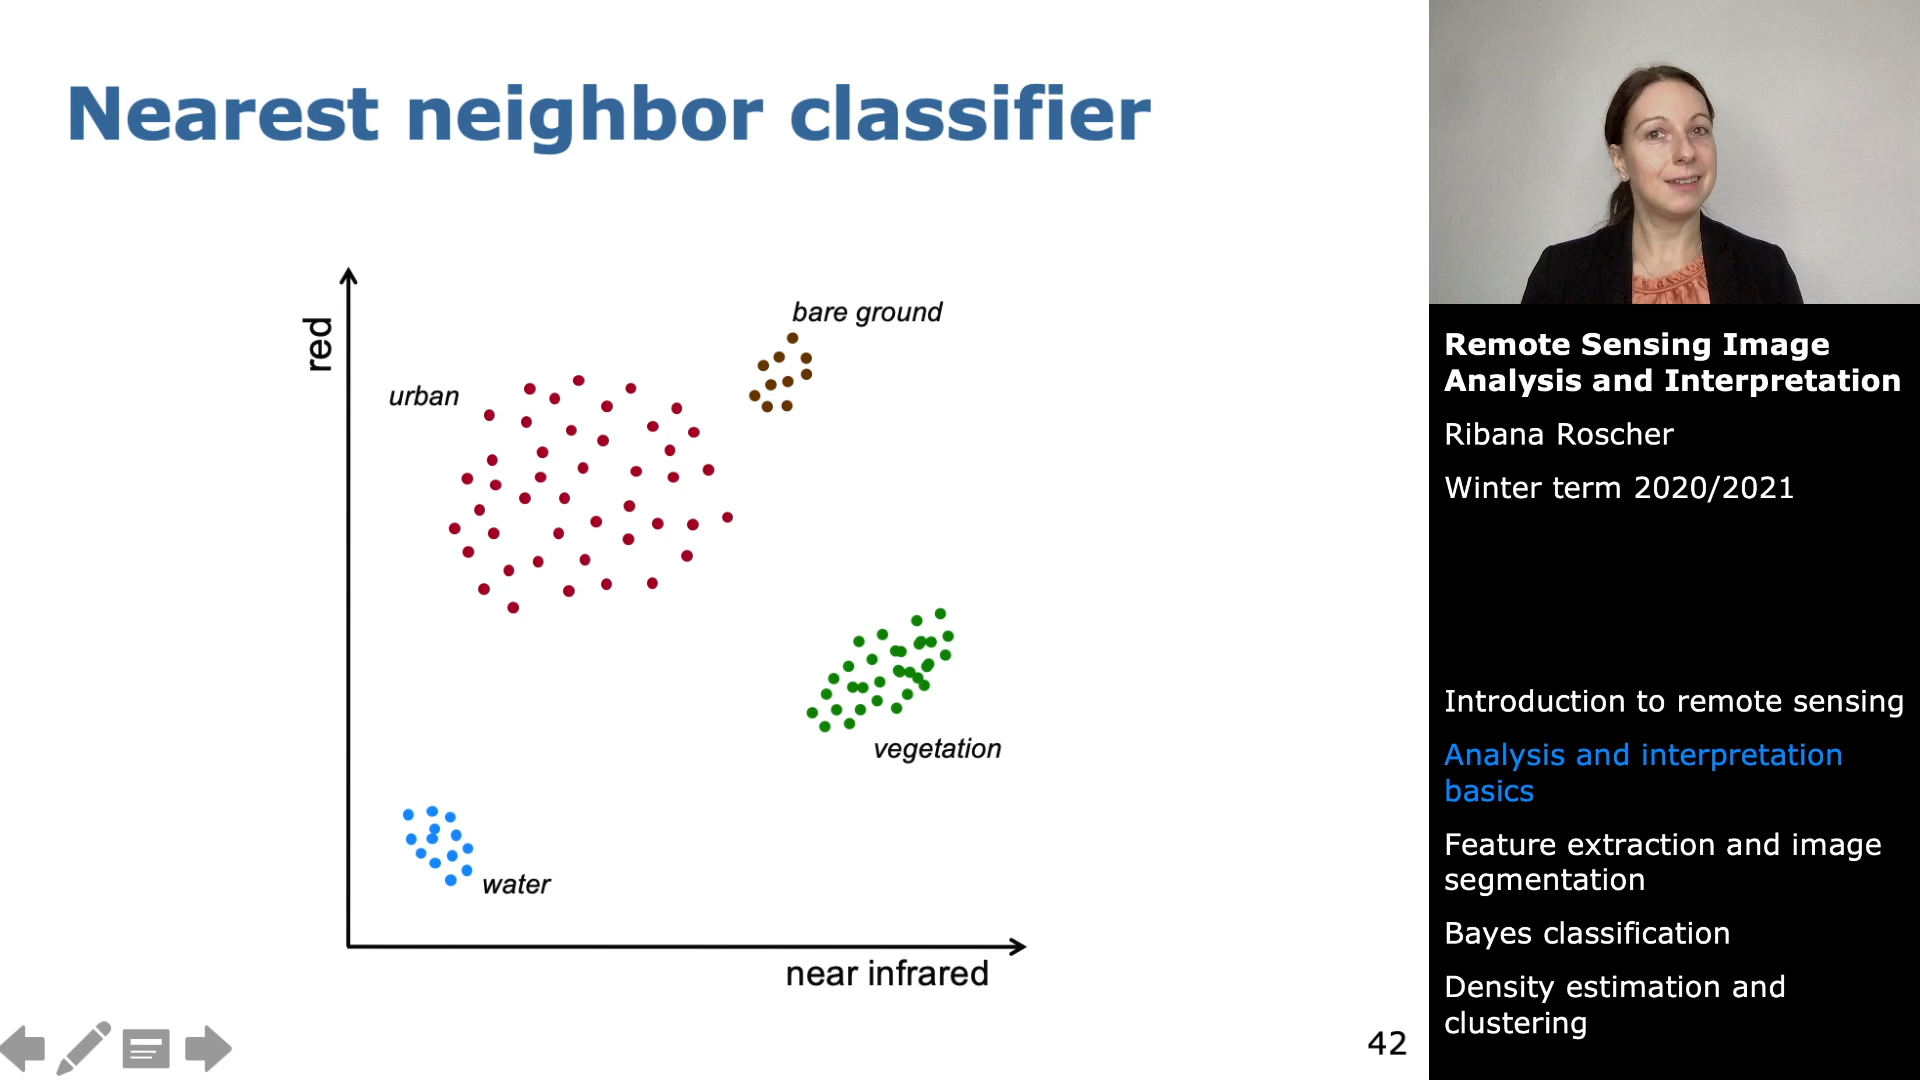 Nearest neighbor classifier
red
urban
bare ground
vegetation
water
near infrared
42
Remote Sensing Image
Analysis and Interpretation
Ribana Roscher
Winter term 2020/2021
Introduction to remote sensing
Analysis and interpretation
basics
Feature extraction and image
segmentation
Bayes classification
Density estimation and
clustering